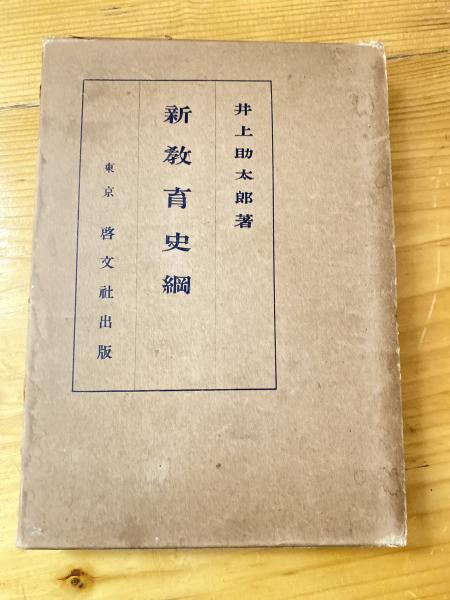 井上助太郎著
新教育史綱
東京 啓文社出版